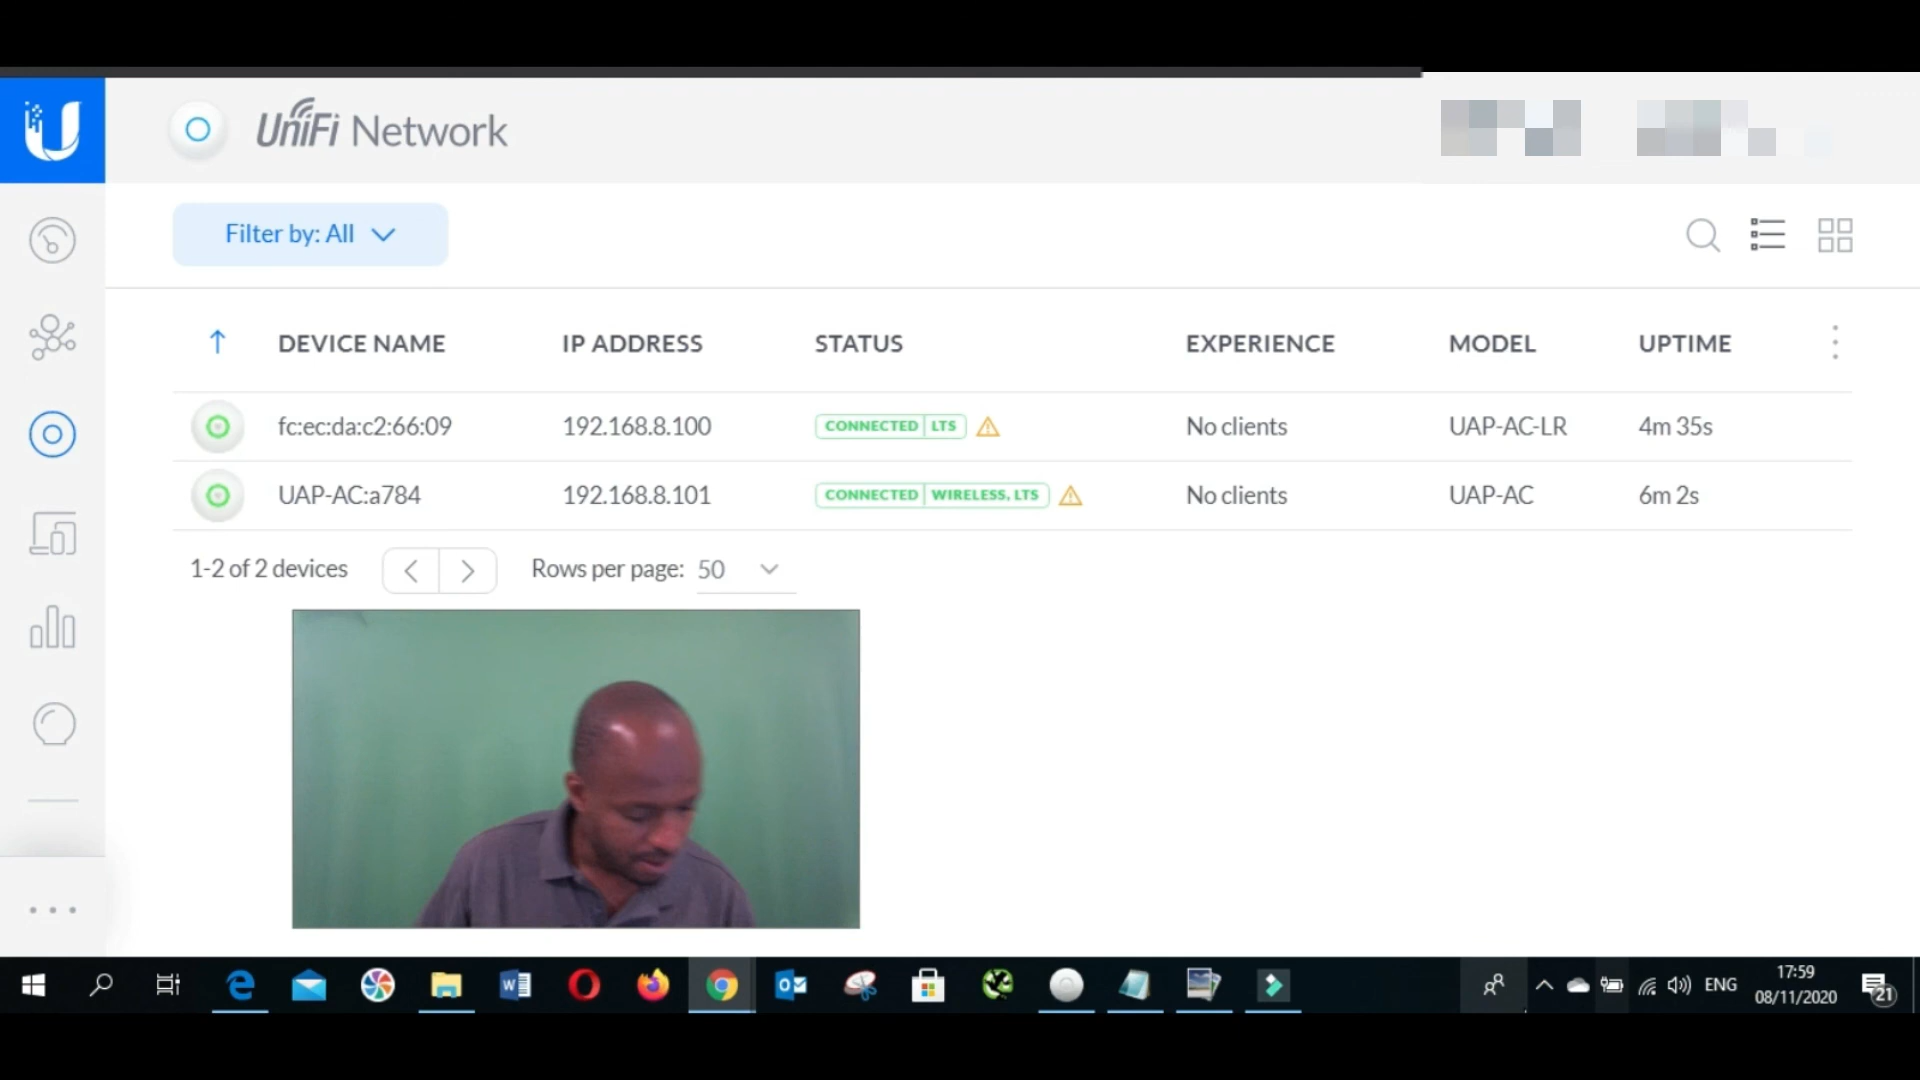 UniFi Network
Filter by: All
DEVICE NAME IP ADDRESS STATUS EXPERIENCE MODEL UPTIME
fc:ec:da:c2:66:09 192.168.8.100 CONNECTED LTS No clients UAP-AC-LR 4m 35s
UAP-AC:a784 192.168.8.101 CONNECTED WIRELESS, LTS No clients UAP-AC 6m 2s
1-2 of 2 devices Rows per page: 50
ENG 17:59
08/11/2020 21